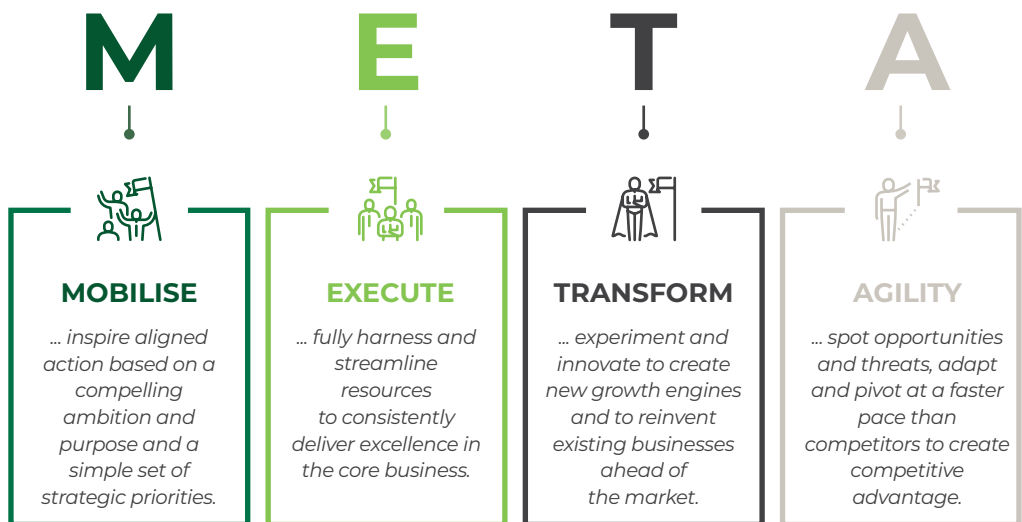 M
E
T
A
MOBILISE
... inspire aligned
action based on a
compelling
ambition and
purpose and a
simple set of
strategic priorities.
EXECUTE
... fully harness and
streamline
resources
to consistently
deliver excellence in
the core business.
TRANSFORM
... experiment and
innovate to create
new growth engines
and to reinvent
existing businesses
ahead of
the market.
AGILITY
... spot opportunities
and threats, adapt
and pivot at a faster
pace than
competitors to create
competitive
advantage.